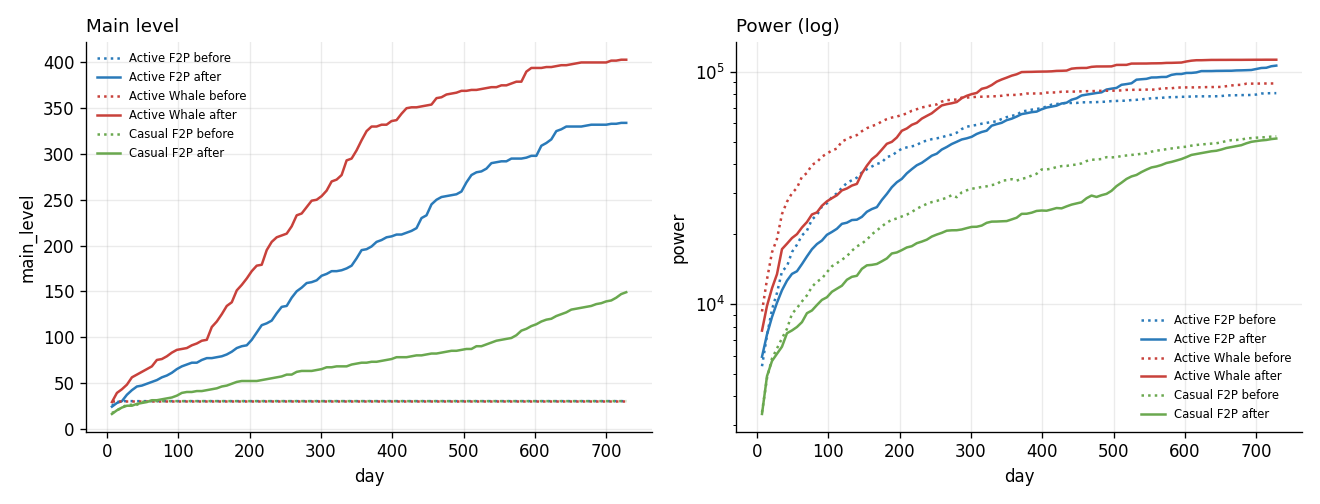 Main level
main_level
400
350
300
250
200
150
100
50
0
Active F2P before
Active F2P after
Active Whale before
Active Whale after
Casual F2P before
Casual F2P after
0 100 200 300 400 500 600 700
day
Power (log)
power
10^5
10^4
Active F2P before
Active F2P after
Active Whale before
Active Whale after
Casual F2P before
Casual F2P after
0 100 200 300 400 500 600 700
day